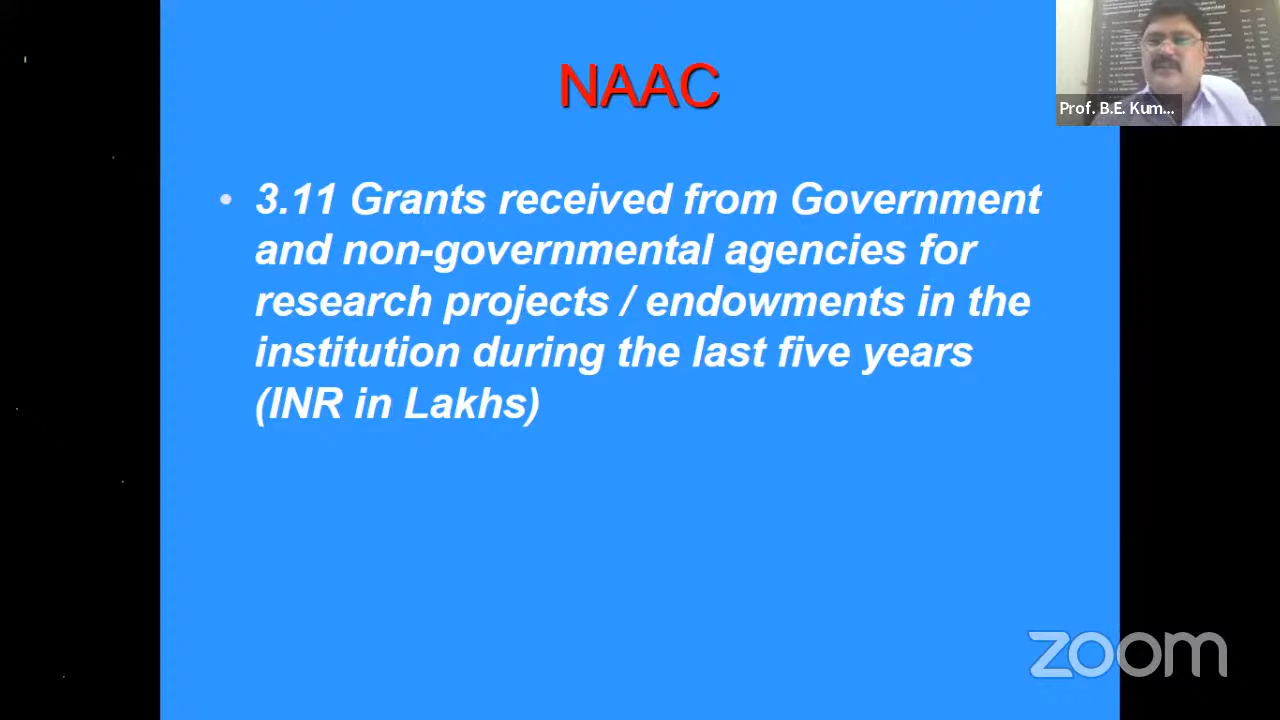 NAAC
• 3.11 Grants received from Government
and non-governmental agencies for
research projects / endowments in the
institution during the last five years
(INR in Lakhs)
Prof. B.E. Kum...
zoom